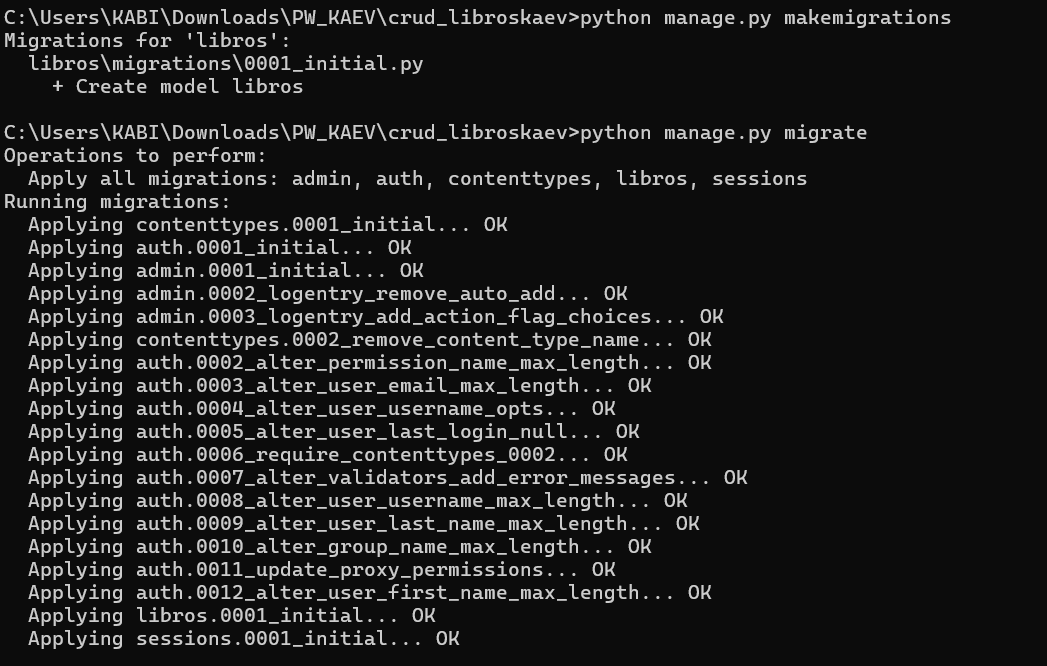 C:\Users\KABI\Downloads\PW_KAEV\crud_libroskaev>python manage.py makemigrations
Migrations for 'libros':
  libros\migrations\0001_initial.py
    + Create model libros

C:\Users\KABI\Downloads\PW_KAEV\crud_libroskaev>python manage.py migrate
Operations to perform:
  Apply all migrations: admin, auth, contenttypes, libros, sessions
Running migrations:
  Applying contenttypes.0001_initial... OK
  Applying auth.0001_initial... OK
  Applying admin.0001_initial... OK
  Applying admin.0002_logentry_remove_auto_add... OK
  Applying admin.0003_logentry_add_action_flag_choices... OK
  Applying contenttypes.0002_remove_content_type_name... OK
  Applying auth.0002_alter_permission_name_max_length... OK
  Applying auth.0003_alter_user_email_max_length... OK
  Applying auth.0004_alter_user_username_opts... OK
  Applying auth.0005_alter_user_last_login_null... OK
  Applying auth.0006_require_contenttypes_0002... OK
  Applying auth.0007_alter_validators_add_error_messages... OK
  Applying auth.0008_alter_user_username_max_length... OK
  Applying auth.0009_alter_user_last_name_max_length... OK
  Applying auth.0010_alter_group_name_max_length... OK
  Applying auth.0011_update_proxy_permissions... OK
  Applying auth.0012_alter_user_first_name_max_length... OK
  Applying libros.0001_initial... OK
  Applying sessions.0001_initial... OK